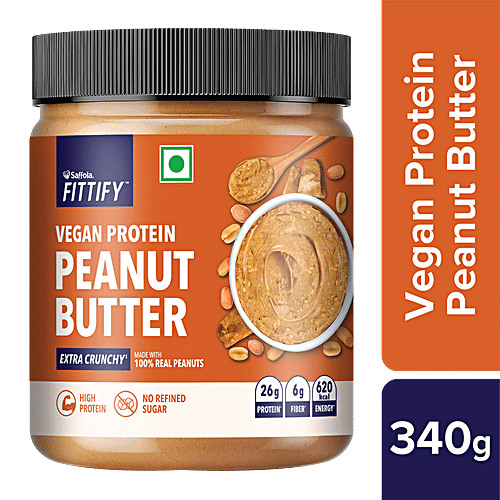 Saffola.
FITTIFY™
VEGAN PROTEIN
PEANUT
BUTTER
EXTRA CRUNCHY
MADE WITH
100% REAL PEANUTS
HIGH
PROTEIN
NO REFINED
SUGAR
26g
PROTEIN*
6g
FIBER*
620
kcal
ENERGY*
Vegan Protein
Peanut Butter
340g